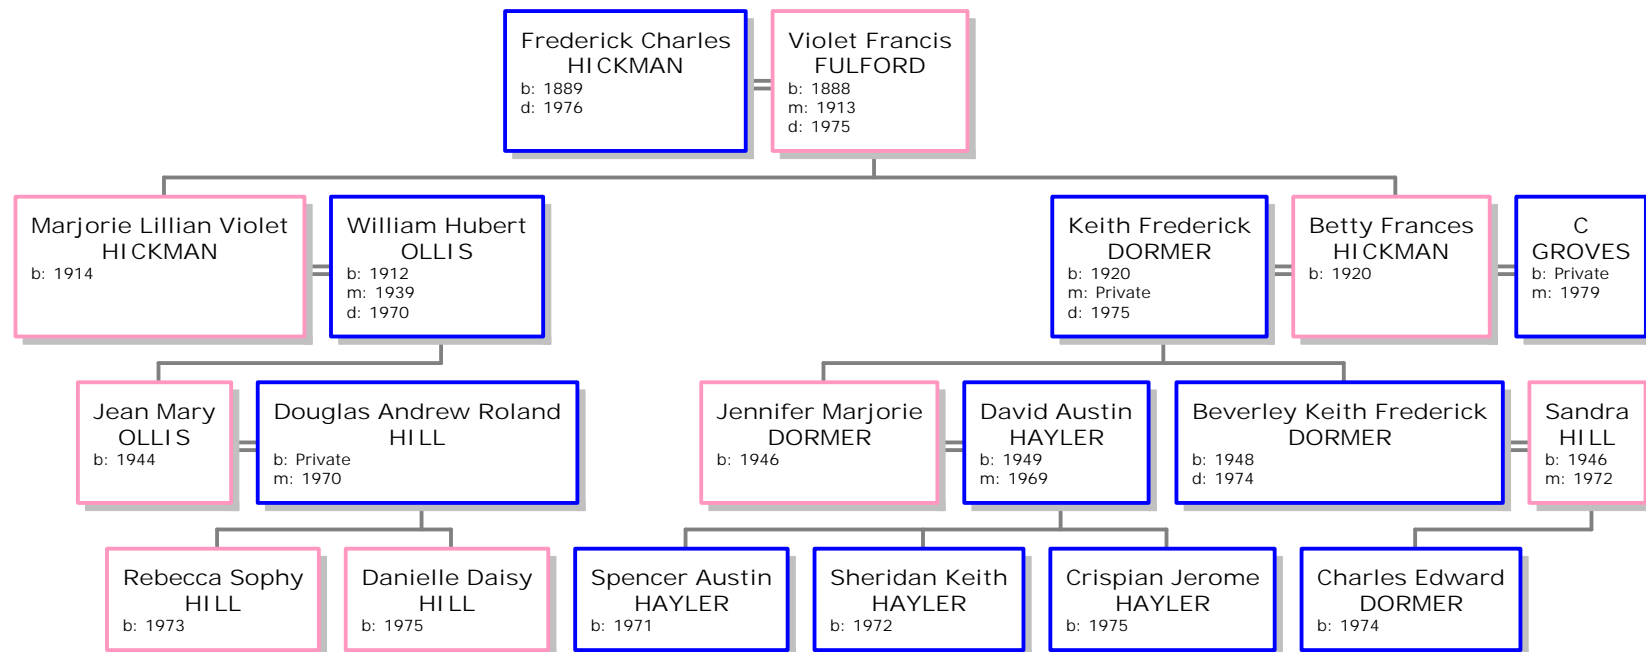 Frederick Charles
HICKMAN
b: 1889
d: 1976
Violet Francis
FULFORD
b: 1888
m: 1913
d: 1975
Marjorie Lillian Violet
HICKMAN
b: 1914
William Hubert
OLLIS
b: 1912
m: 1939
d: 1970
Keith Frederick
DORMER
b: 1920
m: Private
d: 1975
Betty Frances
HICKMAN
b: 1920
C
GROVES
b: Private
m: 1979
Jean Mary
OLLIS
b: 1944
Douglas Andrew Roland
HILL
b: Private
m: 1970
Jennifer Marjorie
DORMER
b: 1946
David Austin
HAYLER
b: 1949
m: 1969
Beverley Keith Frederick
DORMER
b: 1948
d: 1974
Sandra
HILL
b: 1946
m: 1972
Rebecca Sophy
HILL
b: 1973
Danielle Daisy
HILL
b: 1975
Spencer Austin
HAYLER
b: 1971
Sheridan Keith
HAYLER
b: 1972
Crispian Jerome
HAYLER
b: 1975
Charles Edward
DORMER
b: 1974